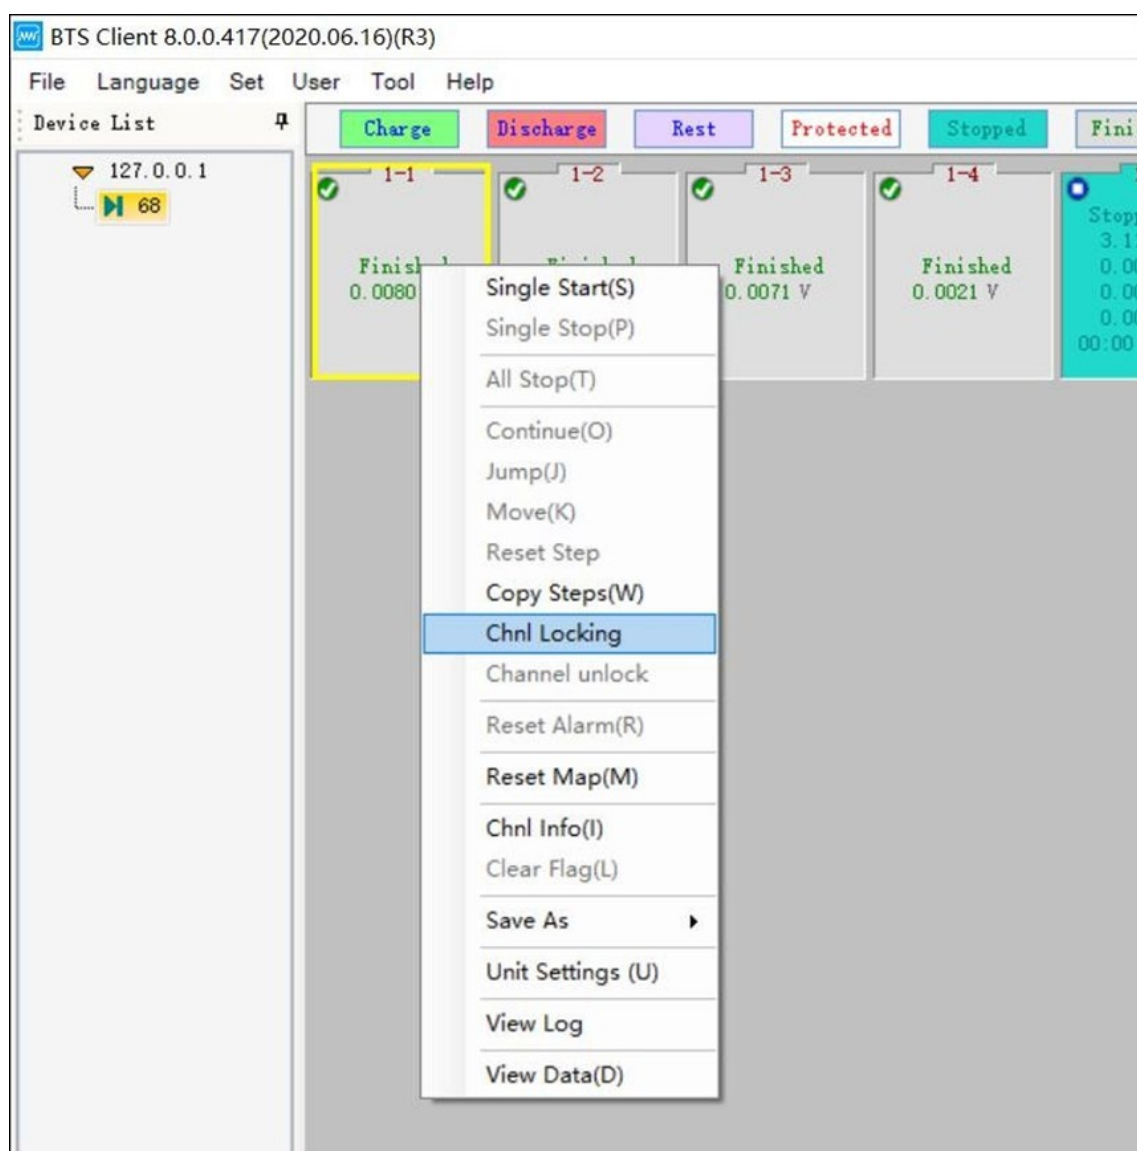 BTS Client 8.0.0.417(2020.06.16)(R3)
File Language Set User Tool Help
Device List
Charge Discharge Rest Protected Stopped
127.0.0.1
68
1-1 1-2 1-3 1-4
Finished Finished
0.0080 0.0071 V 0.0021 V
Single Start(S)
Single Stop(P)
All Stop(T)
Continue(O)
Jump(J)
Move(K)
Reset Step
Copy Steps(W)
Chnl Locking
Channel unlock
Reset Alarm(R)
Reset Map(M)
Chnl Info(I)
Clear Flag(L)
Save As
Unit Settings (U)
View Log
View Data(D)